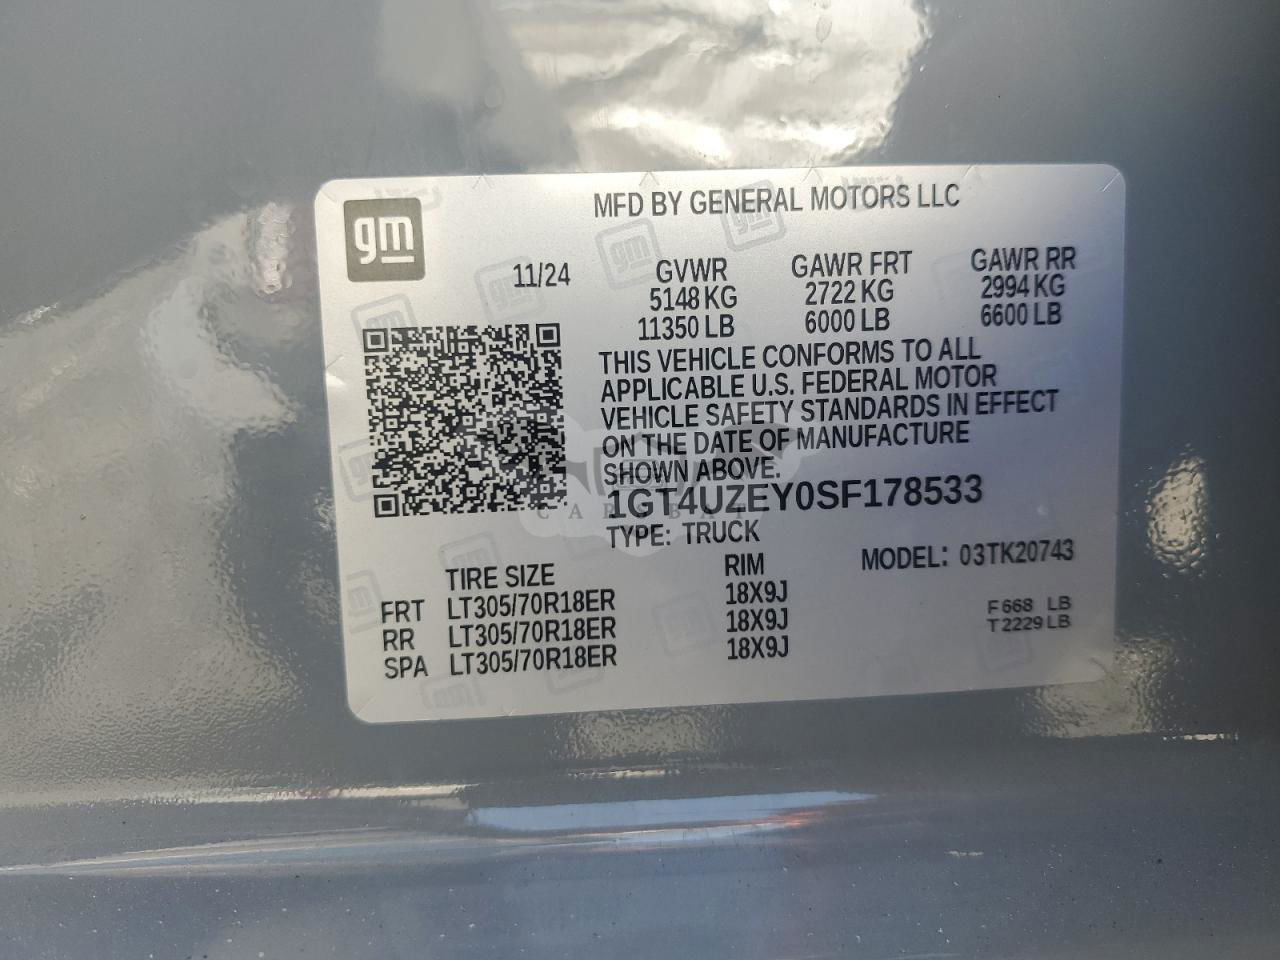 gm
MFD BY GENERAL MOTORS LLC
11/24
GVWR GAWR FRT GAWR RR
5148 KG 2722 KG 2994 KG
11350 LB 6000 LB 6600 LB
THIS VEHICLE CONFORMS TO ALL
APPLICABLE U.S. FEDERAL MOTOR
VEHICLE SAFETY STANDARDS IN EFFECT
ON THE DATE OF MANUFACTURE
SHOWN ABOVE.
1GT4UZEY0SF178533
TYPE: TRUCK
MODEL: 03TK20743
TIRE SIZE RIM
FRT LT305/70R18ER 18X9J
RR LT305/70R18ER 18X9J
SPA LT305/70R18ER 18X9J
F 668 LB
T 2229 LB